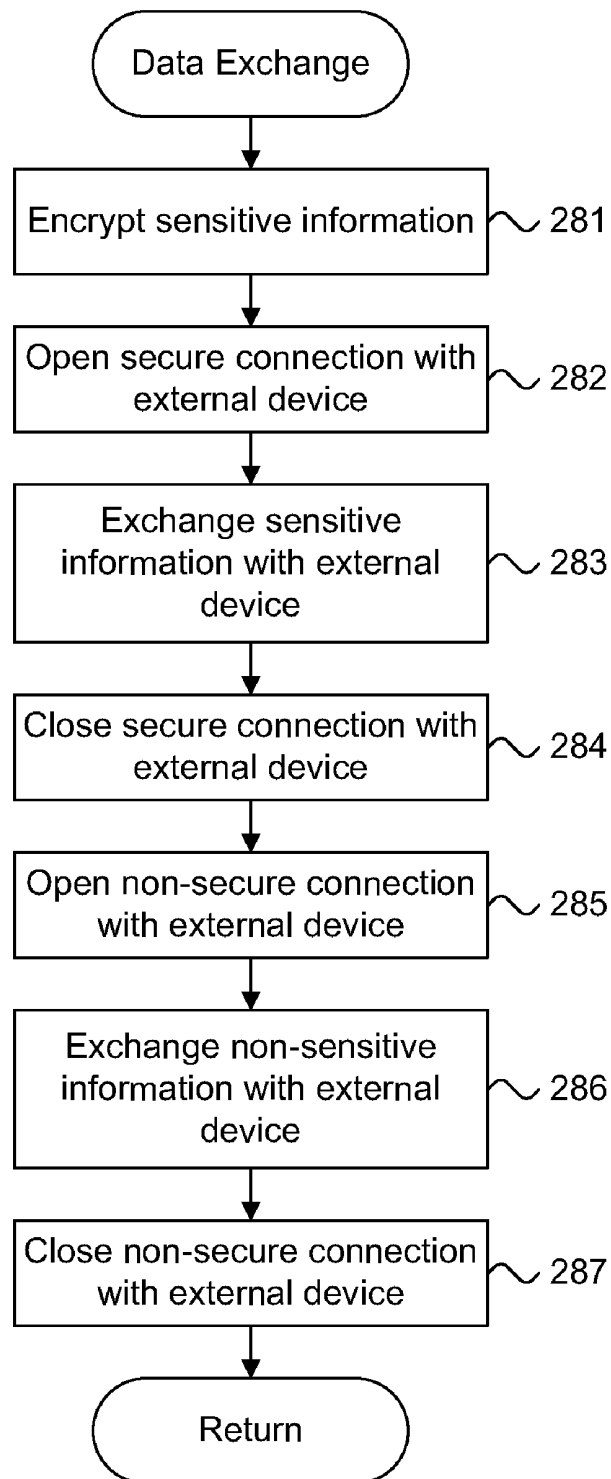 Data Exchange
Encrypt sensitive information
281
Open secure connection with
external device
282
Exchange sensitive
information with external
device
283
Close secure connection with
external device
284
Open non-secure connection
with external device
285
Exchange non-sensitive
information with external
device
286
Close non-secure connection
with external device
287
Return